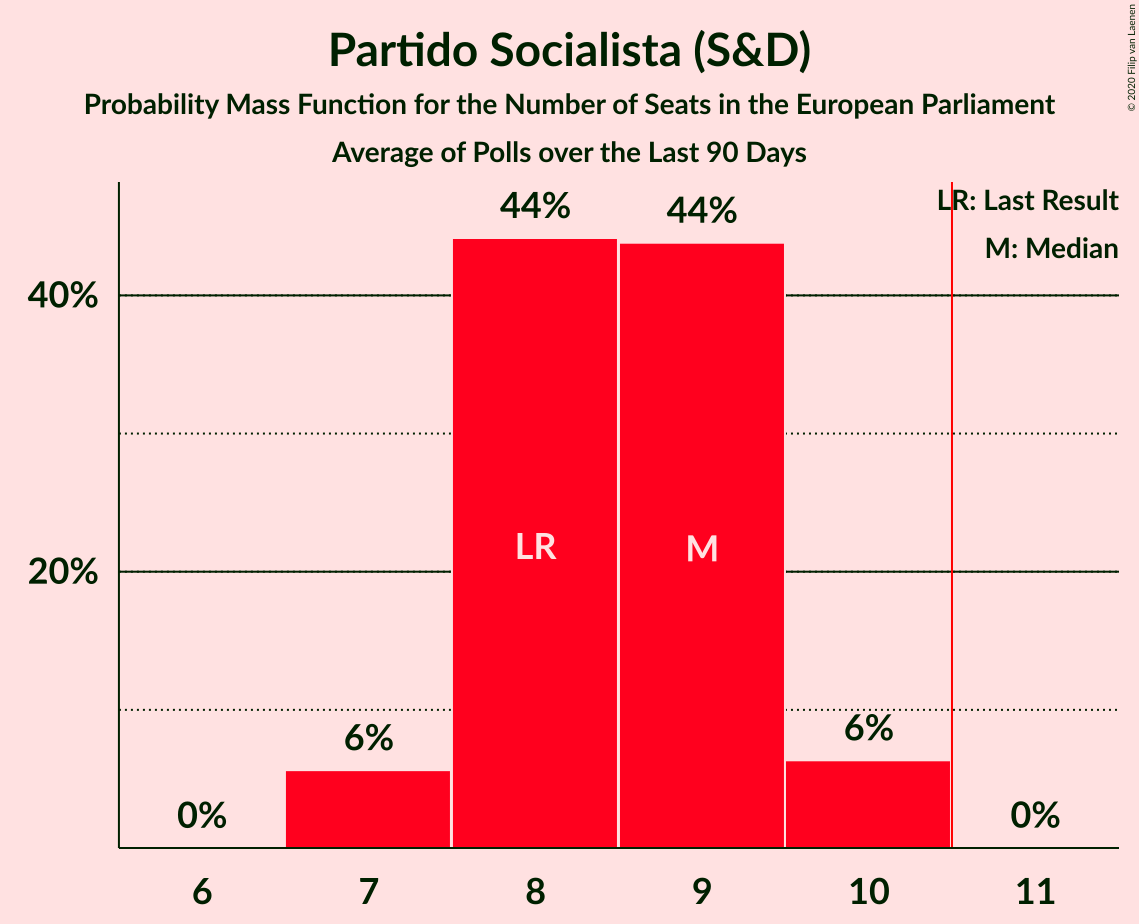 Partido Socialista (S&D)
Probability Mass Function for the Number of Seats in the European Parliament
Average of Polls over the Last 90 Days
© 2020 Filip van Laenen
LR: Last Result
M: Median
44%
44%
40%
LR
M
20%
6%
6%
0%
0%
6
7
8
9
10
11